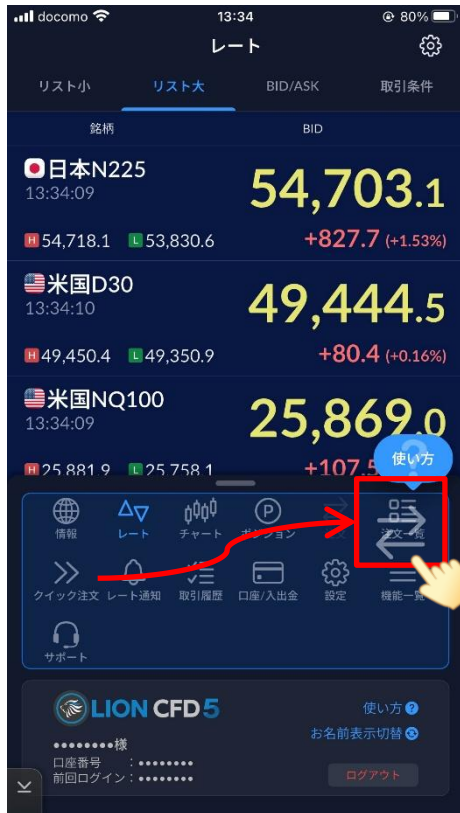 docomo 13:34 80%
レート
リスト小 リスト大 BID/ASK 取引条件
銘柄 BID
日本N225
13:34:09
54,703.1
H 54,718.1 L 53,830.6 +827.7 (+1.53%)
米国D30
13:34:10
49,444.5
H 49,450.4 L 49,350.9 +80.4 (+0.16%)
米国NQ100
13:34:09
25,869.0
H 25,881.9 L 25,758.1 +107.5
使い方
情報 レート チャート ポジション 注文一覧
クイック注文 レート通知 取引履歴 口座/入出金 設定 機能一覧
サポート
LION CFD 5
使い方 ?
お名前表示切替
••••••••様
口座番号 :••••••••
前回ログイン:••••••••
ログアウト